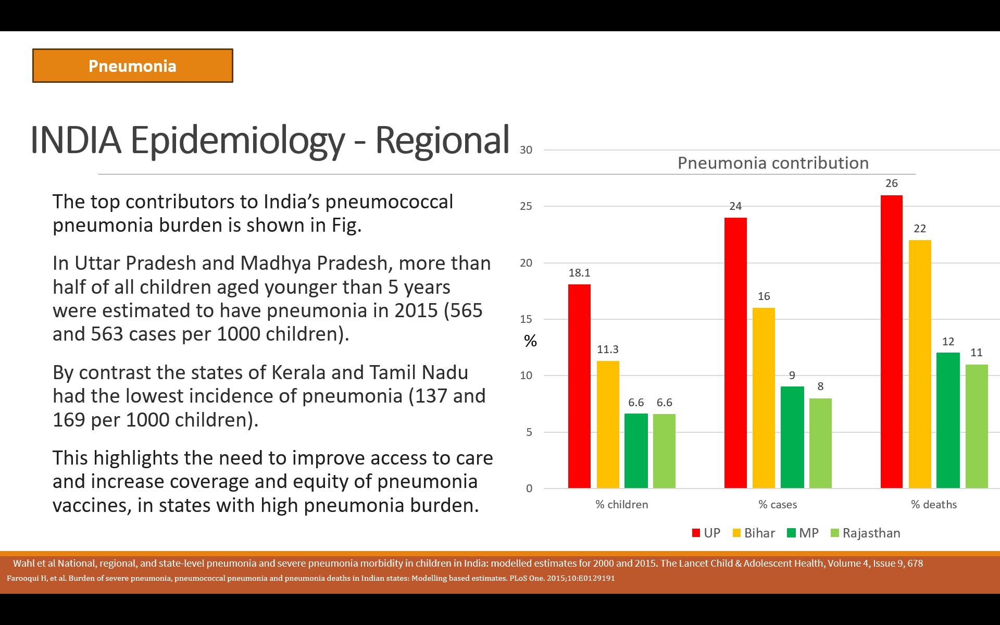 Pneumonia
INDIA Epidemiology - Regional
The top contributors to India’s pneumococcal
pneumonia burden is shown in Fig.
In Uttar Pradesh and Madhya Pradesh, more than
half of all children aged younger than 5 years
were estimated to have pneumonia in 2015 (565
and 563 cases per 1000 children).
By contrast the states of Kerala and Tamil Nadu
had the lowest incidence of pneumonia (137 and
169 per 1000 children).
This highlights the need to improve access to care
and increase coverage and equity of pneumonia
vaccines, in states with high pneumonia burden.
Pneumonia contribution
30
25
20
15
%
10
5
0
18.1
11.3
6.6
6.6
24
16
9
8
26
22
12
11
% children
% cases
% deaths
UP Bihar MP Rajasthan
Wahl et al National, regional, and state-level pneumonia and severe pneumonia morbidity in children in India: modelled estimates for 2000 and 2015. The Lancet Child & Adolescent Health, Volume 4, Issue 9, 678
Farooqui H, et al. Burden of severe pneumonia, pneumococcal pneumonia and pneumonia deaths in Indian states: Modelling based estimates. PLoS One. 2015;10:E0129191